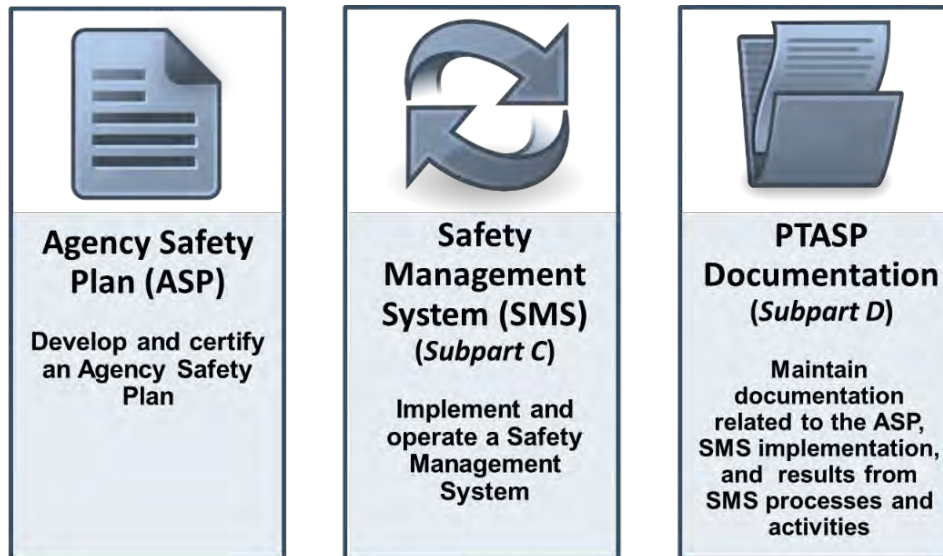 Agency Safety
Plan (ASP)
Develop and certify
an Agency Safety
Plan
Safety
Management
System (SMS)
(Subpart C)
Implement and
operate a Safety
Management
System
PTASP
Documentation
(Subpart D)
Maintain
documentation
related to the ASP,
SMS implementation,
and results from
SMS processes and
activities